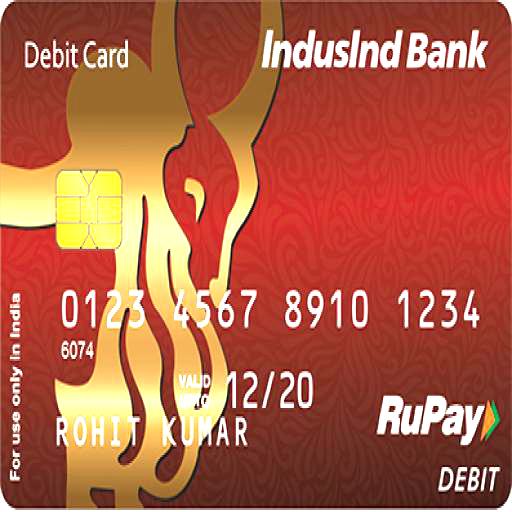 Debit Card
IndusInd Bank
0123 4567 8910 1234
6074
VALID
UPTO
12/20
ROHIT KUMAR
For use only in India
RuPay
DEBIT